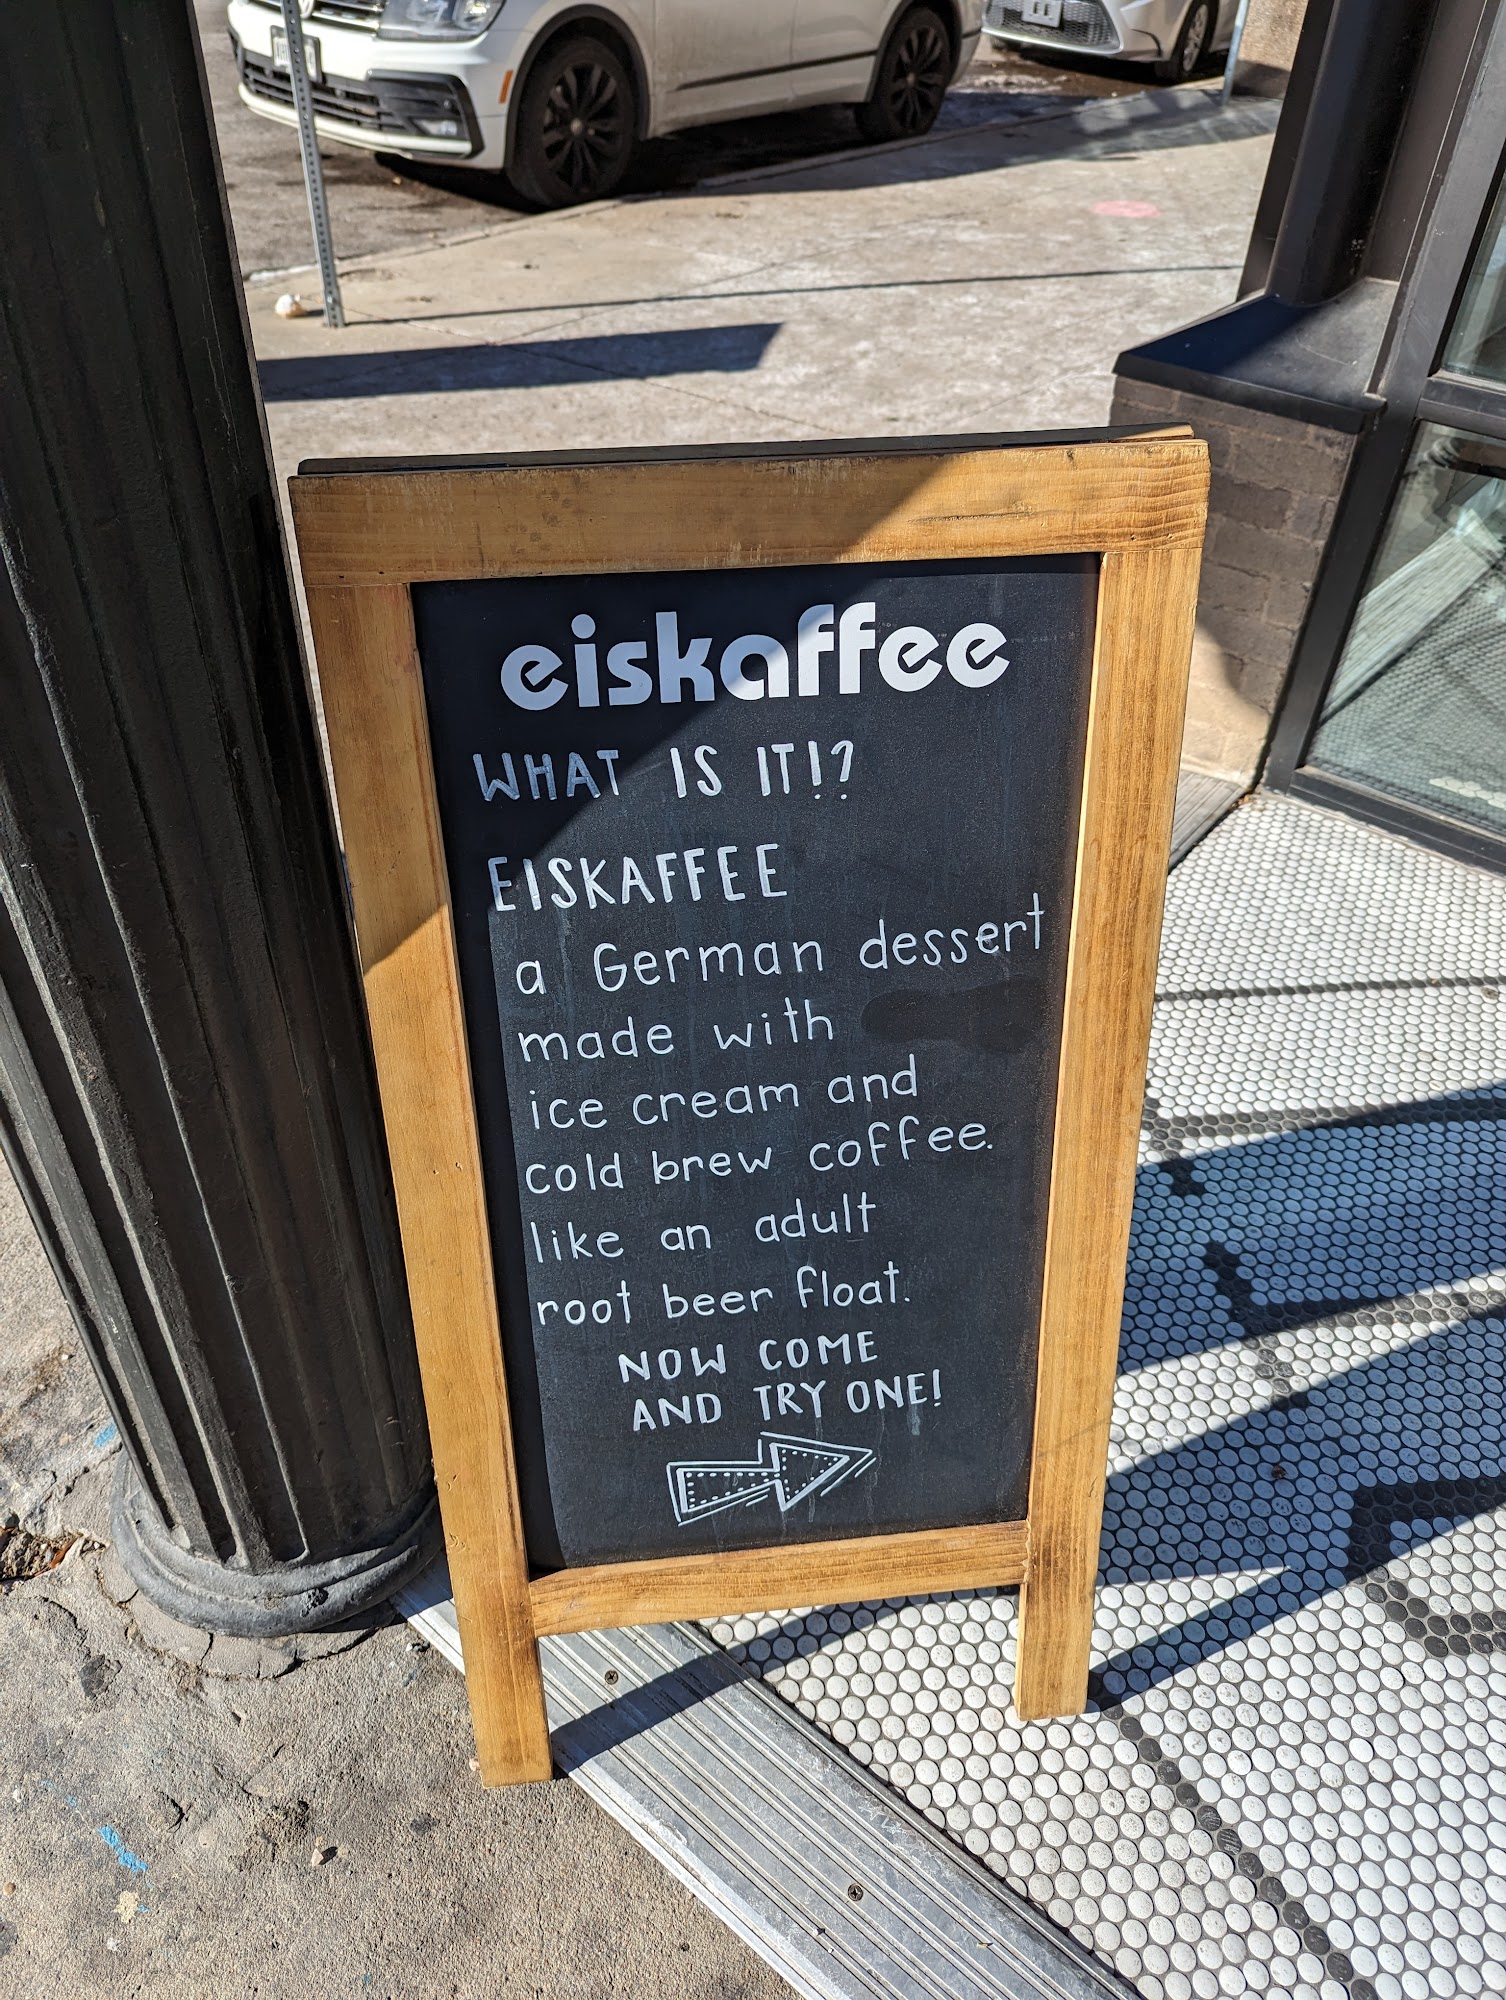 eiskaffee
WHAT IS IT!?
EISKAFFEE
a German dessert
made with
ice cream and
cold brew coffee.
like an adult
root beer float.
NOW COME
AND TRY ONE!